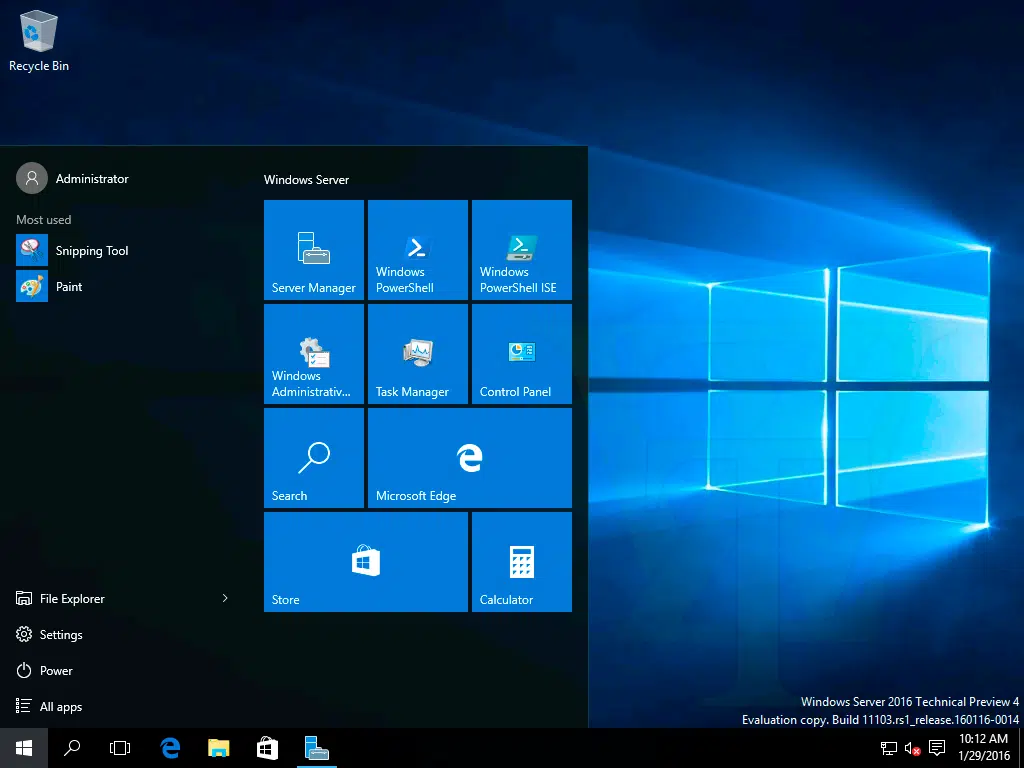 Recycle Bin
Administrator
Most used
Snipping Tool
Paint
File Explorer
Settings
Power
All apps
Windows Server
Server Manager
Windows
PowerShell
Windows
PowerShell ISE
Windows
Administrativ...
Task Manager
Control Panel
Search
Microsoft Edge
Store
Calculator
Windows Server 2016 Technical Preview 4
Evaluation copy. Build 11103.rs1_release.160116-0014
10:12 AM
1/29/2016